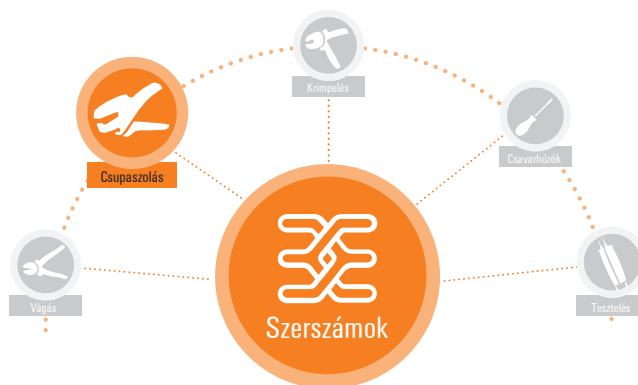 Krimpelés
Csupaszolás
Csavarhúzók
Vágás
Szerszámok
Tesztelés